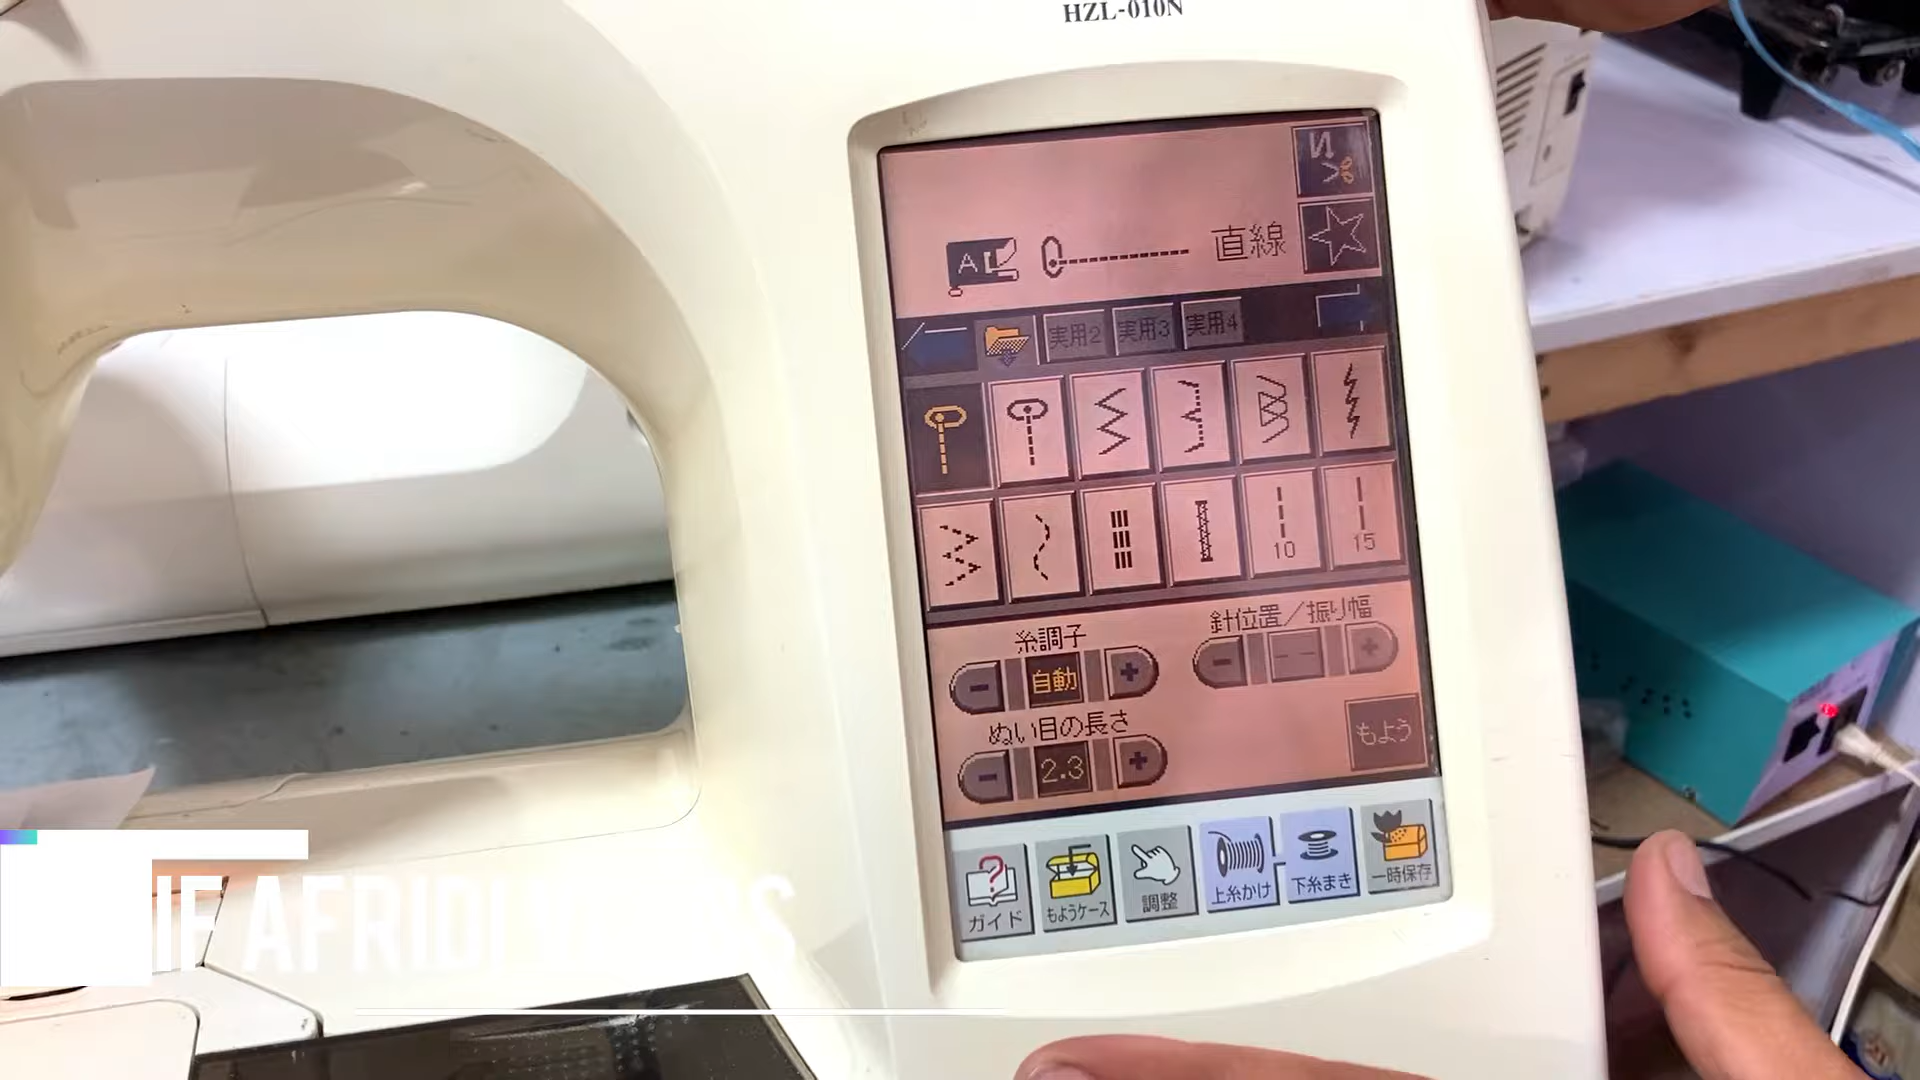 HZL-010N
A
直線
実用2 実用3 実用4
10 15
糸調子 針位置/振り幅
- 自動 + - -- +
ぬい目の長さ
- 2.3 + もよう
ガイド もようケース 調整 上糸かけ 下糸まき 一時保存
IF AFRIDI